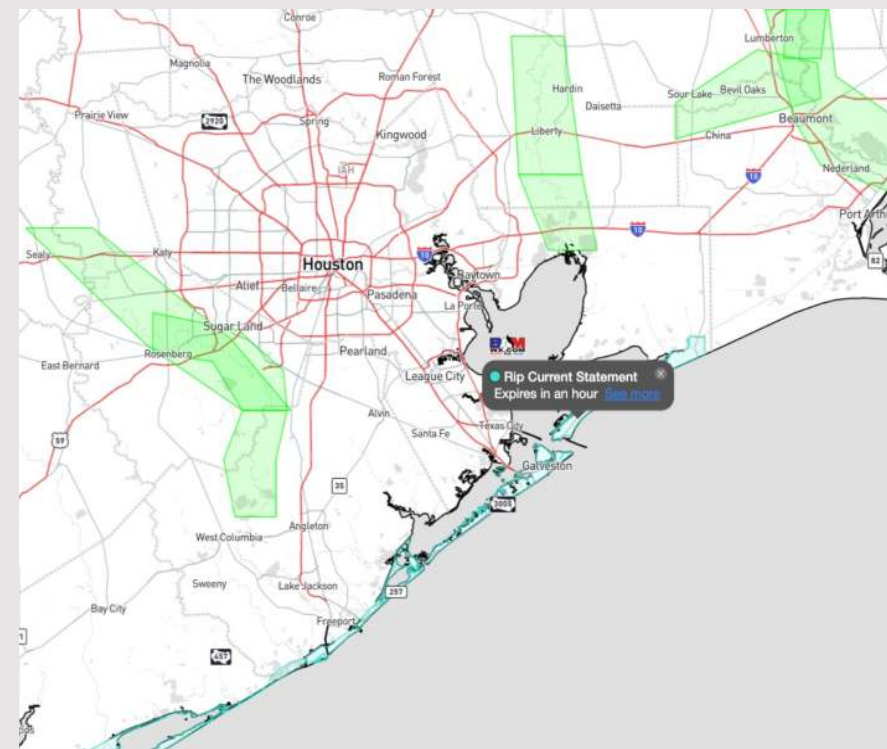 Conroe
Lumberton
Magnolia
The Woodlands
Roman Forest
Hardin
Daisetta
Sour Lake
Bevil Oaks
Prairie View
2920
Spring
Kingwood
Liberty
China
Beaumont
IAH
Nederland
10
Port Arth
Sealy
Katy
10
10
82
Houston
Alief
Bellaire
Baytown
Pasadena
La Porte
Sugar Land
Rosenberg
Pearland
East Bernard
League City
Rip Current Statement
Expires in an hour See more
Alvin
Texas City
Santa Fe
59
Galveston
35
3005
Angleton
West Columbia
Sweeny
Lake Jackson
257
Bay City
Freeport
457